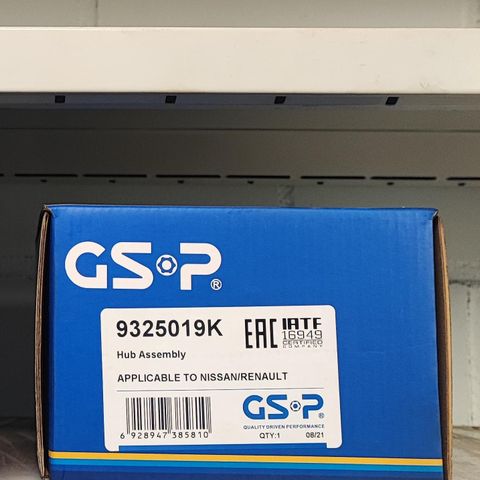 GSP®
9325019K
EAC
IATF
16949
CERTIFIED
COMPANY
Hub Assembly
APPLICABLE TO NISSAN/RENAULT
GSP®
QUALITY DRIVEN PERFORMANCE
6 928947 385810
QTY:1 08/21